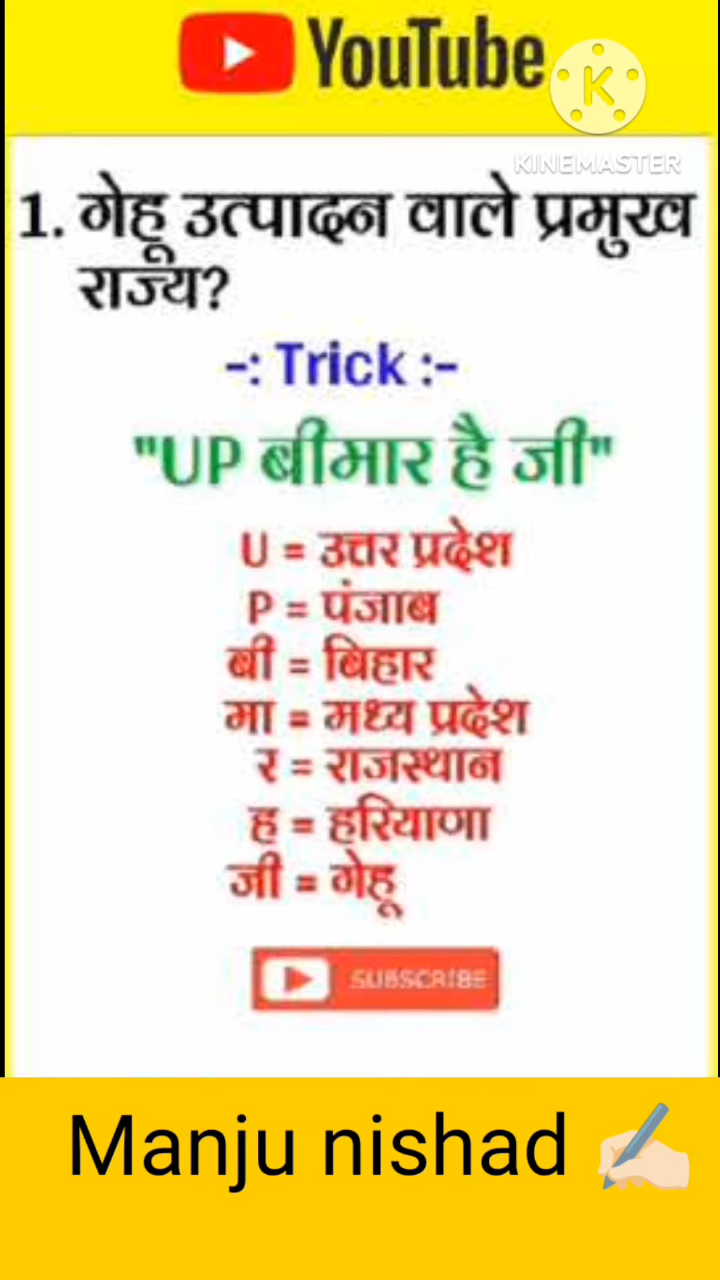 YouTube
K
KINEMASTER
1. गेहू उत्पादन वाले प्रमुख
राज्य?
-: Trick :-
"UP बीमार है जी"
U = उत्तर प्रदेश
P = पंजाब
बी = बिहार
मा = मध्य प्रदेश
र = राजस्थान
ह = हरियाणा
जी = गेहू
SUBSCRIBE
Manju nishad ✍🏻